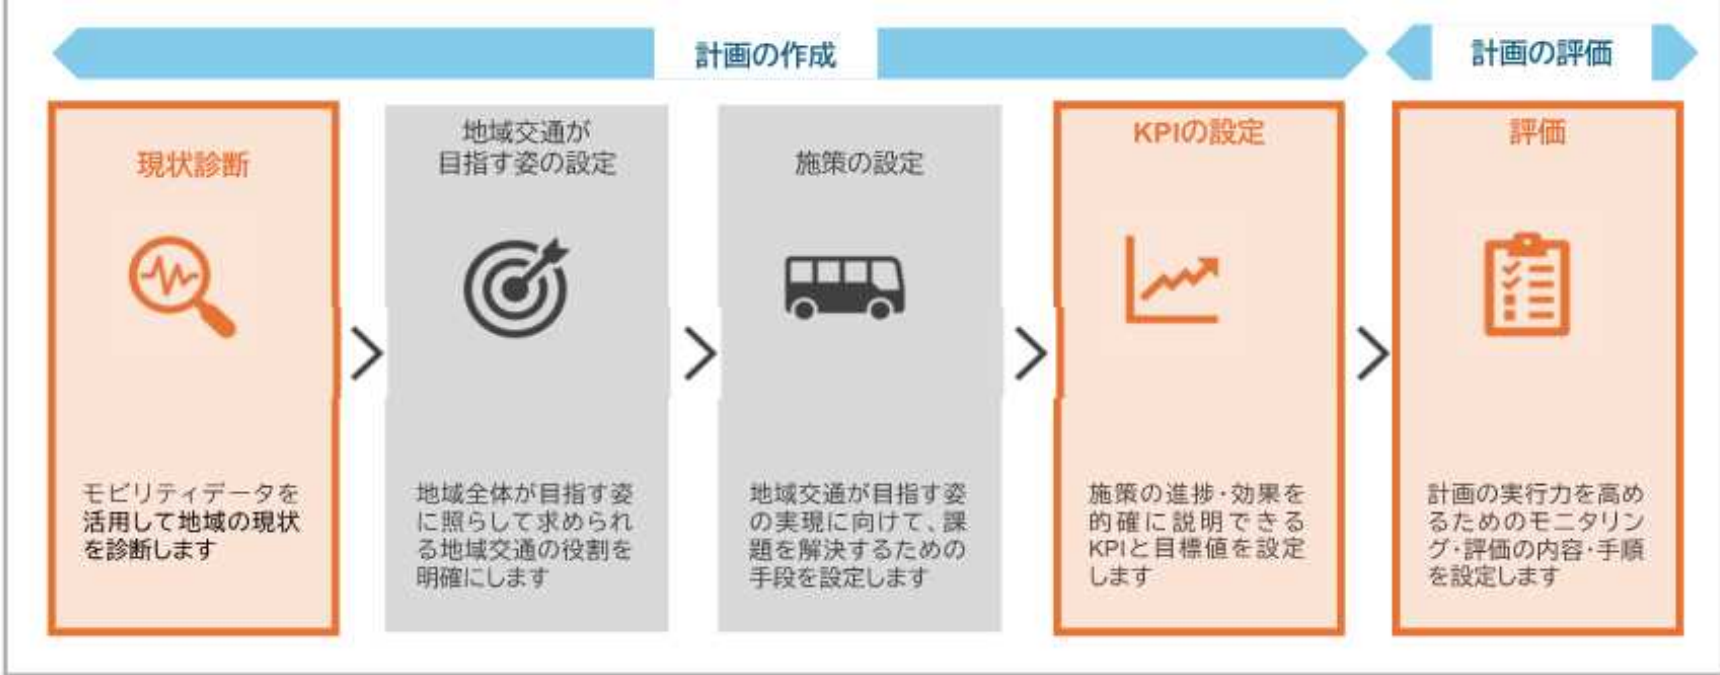 計画の作成
計画の評価
現状診断
モビリティデータを
活用して地域の現状
を診断します
地域交通が
目指す姿の設定
地域全体が目指す姿
に照らして求められ
る地域交通の役割を
明確にします
施策の設定
地域交通が目指す姿
の実現に向けて、課
題を解決するための
手段を設定します
KPIの設定
施策の進捗・効果を
的確に説明できる
KPIと目標値を設定
します
評価
計画の実行力を高め
るためのモニタリン
グ・評価の内容・手順
を設定します